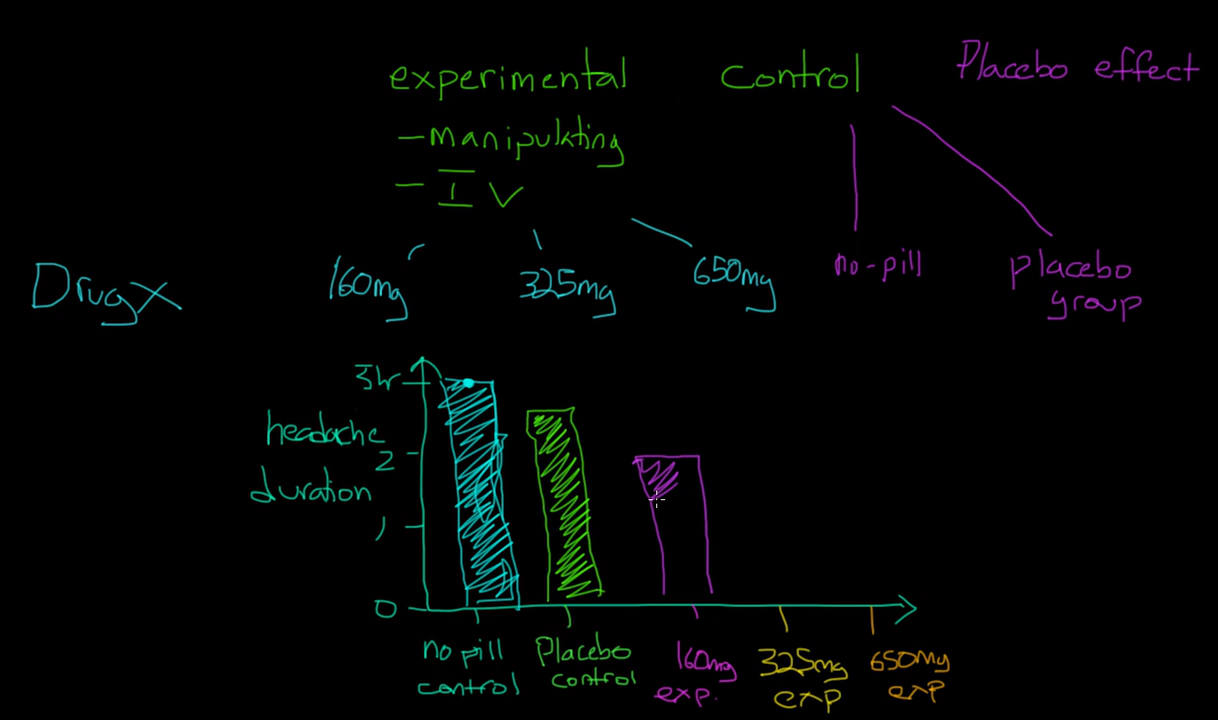 experimental
Control
Placebo effect
- Manipulating
- IV
Drug X
160mg
325mg
650mg
no-pill
placebo
group
3hr
headache
duration
2
1
0
no pill
control
Placebo
control
160mg
exp.
325mg
exp
650mg
exp